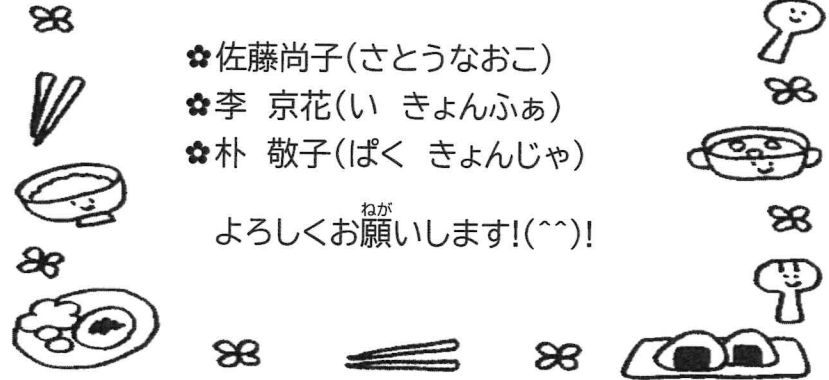 ✿佐藤尚子(さとうなおこ)
✿李 京花(い きょんふぁ)
✿朴 敬子(ぱく きょんじゃ)
よろしくお願いします!(^^)!
ねが